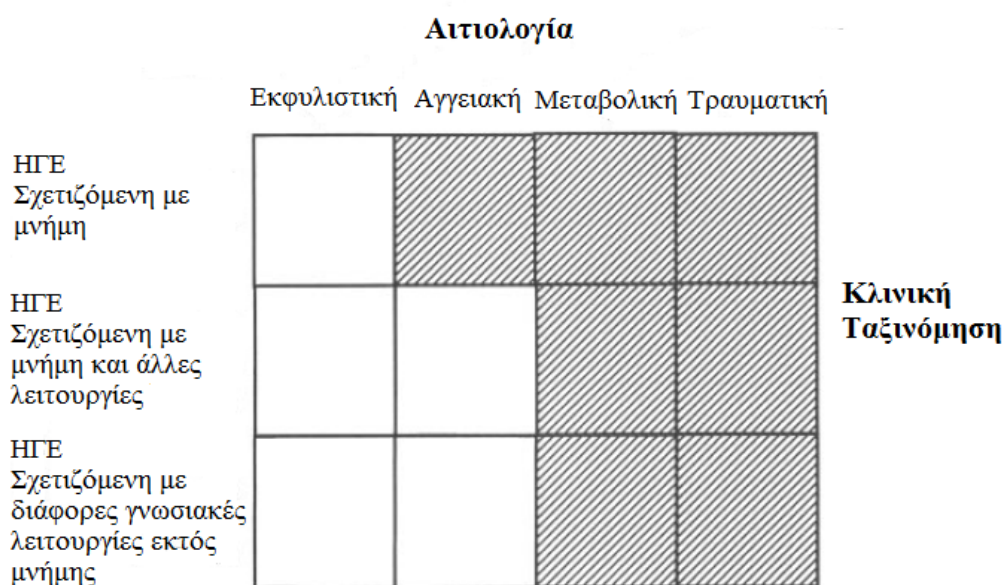 Αιτιολογία
Εκφυλιστική Αγγειακή Μεταβολική Τραυματική
ΗΓΕ
Σχετιζόμενη με
μνήμη
ΗΓΕ
Σχετιζόμενη με
μνήμη και άλλες
λειτουργίες
ΗΓΕ
Σχετιζόμενη με
διάφορες γνωσιακές
λειτουργίες εκτός
μνήμης
Κλινική
Ταξινόμηση